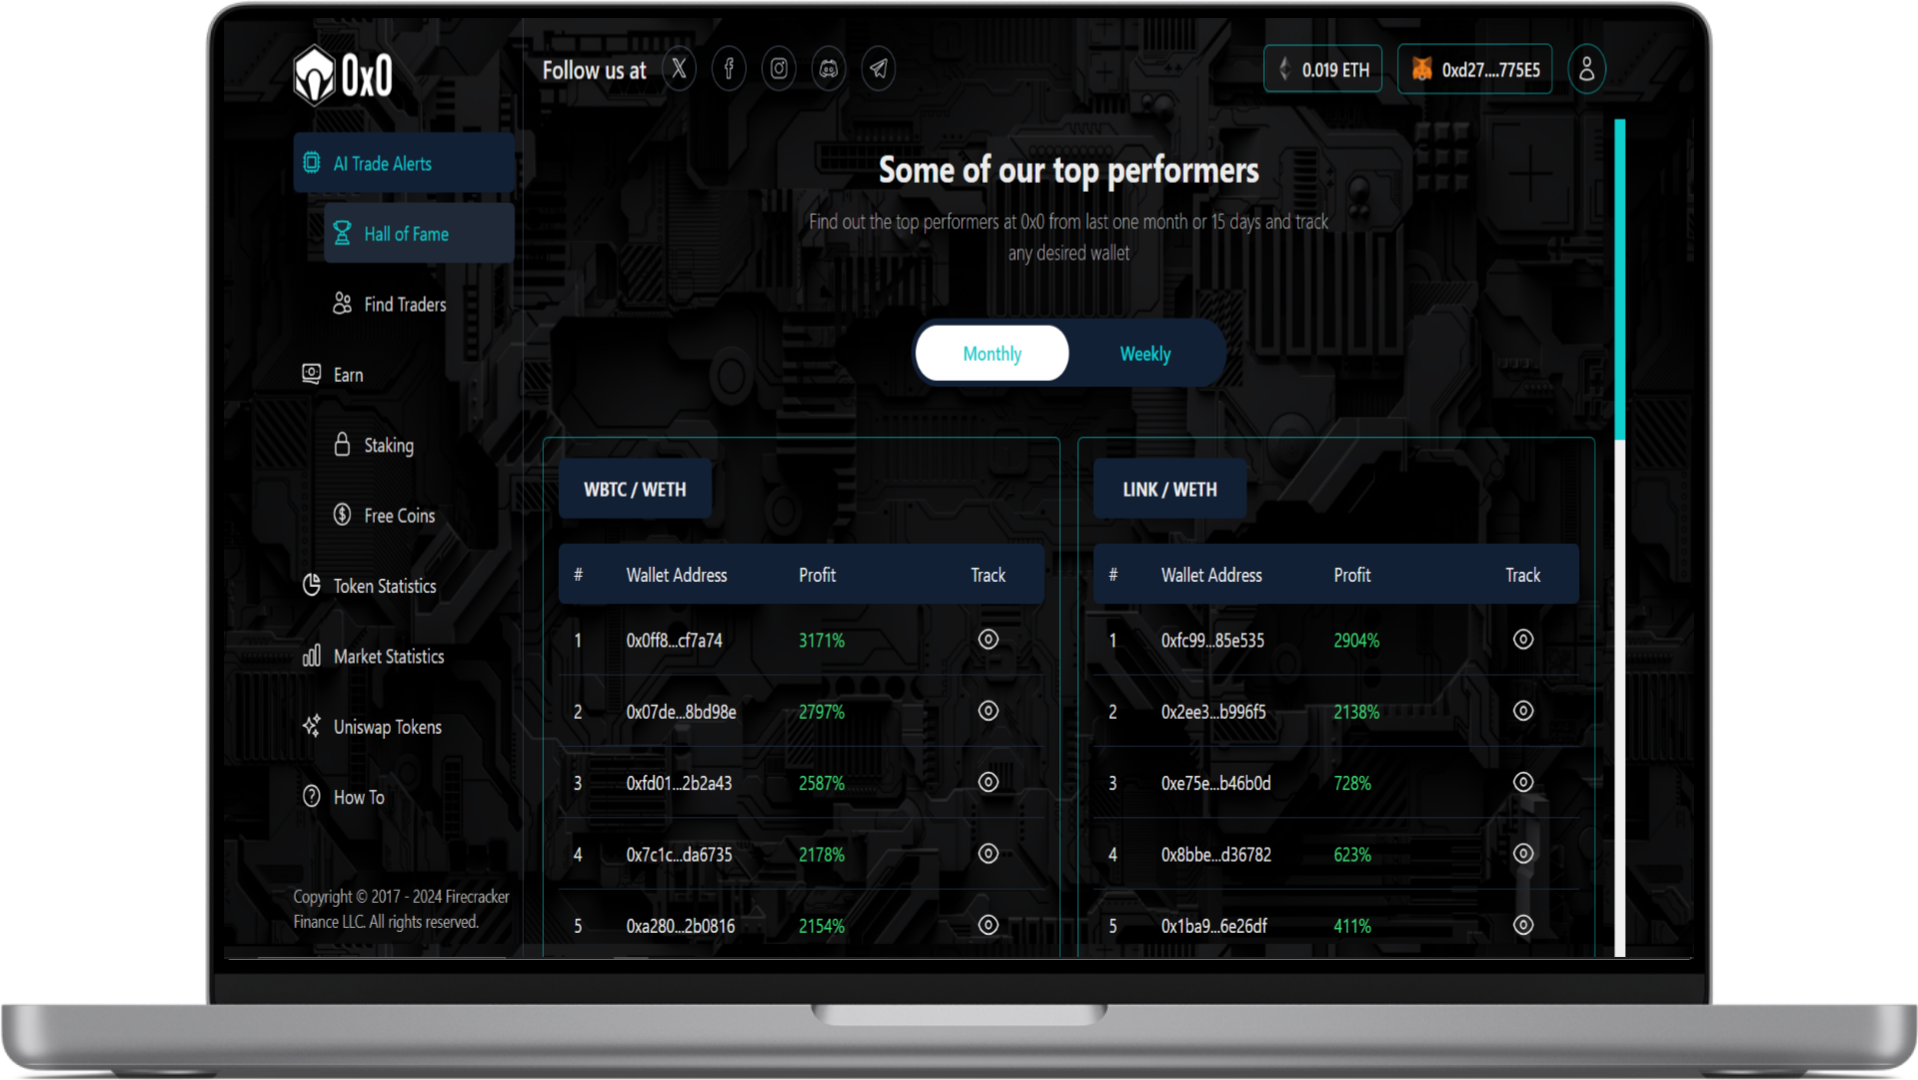 0x0
Follow us at
0.019 ETH
0xd27....775E5
AI Trade Alerts
Hall of Fame
Find Traders
Earn
Staking
Free Coins
Token Statistics
Market Statistics
Uniswap Tokens
How To
Copyright © 2017 - 2024 Firecracker
Finance LLC. All rights reserved.
Some of our top performers
Find out the top performers at 0x0 from last one month or 15 days and track
any desired wallet
Monthly Weekly
WBTC / WETH
# Wallet Address Profit Track
1 0x0ff8...cf7a74 3171%
2 0x07de...8bd98e 2797%
3 0xfd01...2b2a43 2587%
4 0x7c1c...da6735 2178%
5 0xa280...2b0816 2154%
LINK / WETH
# Wallet Address Profit Track
1 0xfc99...85e535 2904%
2 0x2ee3...b996f5 2138%
3 0xe75e...b46b0d 728%
4 0x8bbe...d36782 623%
5 0x1ba9...6e26df 411%